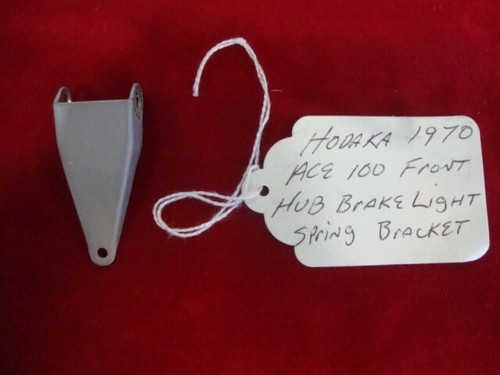 HODAKA 1970
ACE 100 FRONT
HUB BRAKE LIGHT
SPRING BRACKET